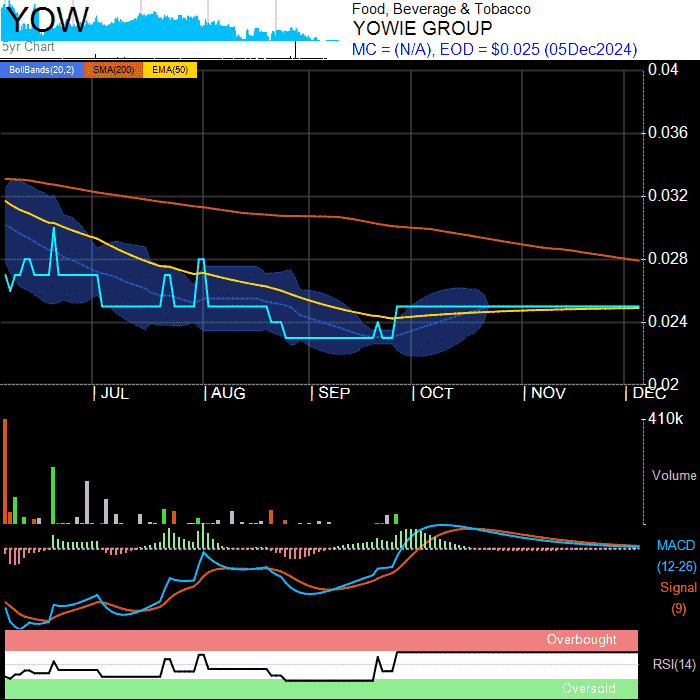 YOW
5yr Chart
Food, Beverage & Tobacco
YOWIE GROUP
MC = (N/A), EOD = $0.025 (05Dec2024)
BollBands(20,2) SMA(200) EMA(50)
0.04
0.036
0.032
0.028
0.024
0.02
JUL AUG SEP OCT NOV DEC
410k
Volume
MACD
(12-26)
Signal
(9)
Overbought
RSI(14)
Oversold